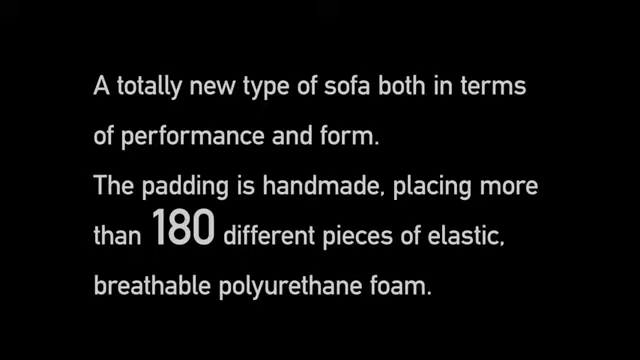 A totally new type of sofa both in terms
of performance and form.
The padding is handmade, placing more
than 180 different pieces of elastic,
breathable polyurethane foam.